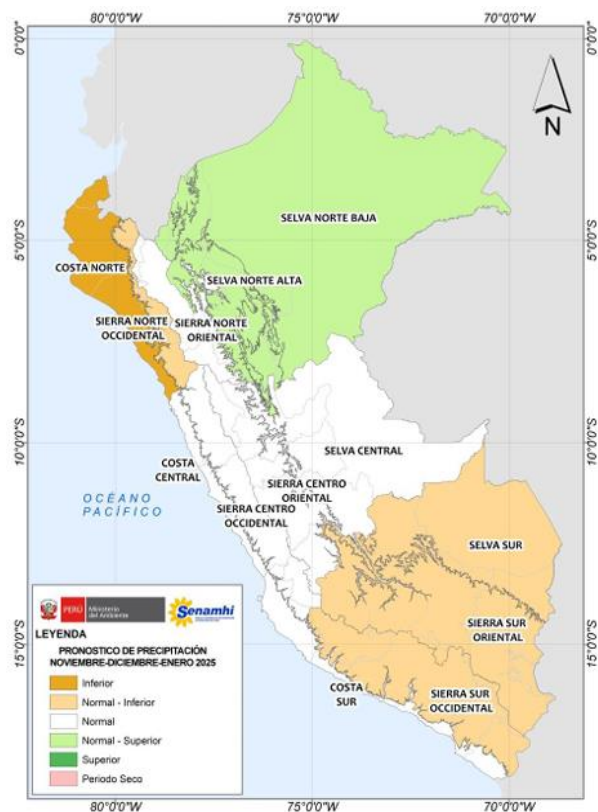 80°0'0"W 75°0'0"W 70°0'0"W
0°0'0"
0°0'0"
N
SELVA NORTE BAJA
5°0'0"S
5°0'0"S
COSTA NORTE
SELVA NORTE ALTA
SIERRA NORTE
OCCIDENTAL
SIERRA NORTE
ORIENTAL
10°0'0"S
10°0'0"S
SELVA CENTRAL
COSTA
CENTRAL
SIERRA CENTRO
ORIENTAL
SIERRA CENTRO
OCCIDENTAL
OCÉANO
PACÍFICO
SELVA SUR
SIERRA SUR
ORIENTAL
15°0'0"S
15°0'0"S
COSTA
SUR
SIERRA SUR
OCCIDENTAL
PERÚ
Ministerio
del Ambiente
Senamhi
LEYENDA
PRONOSTICO DE PRECIPITACIÓN
NOVIEMBRE-DICIEMBRE-ENERO 2025
Inferior
Normal - Inferior
Normal
Normal - Superior
Superior
Periodo Seco
80°0'0"W 75°0'0"W 70°0'0"W